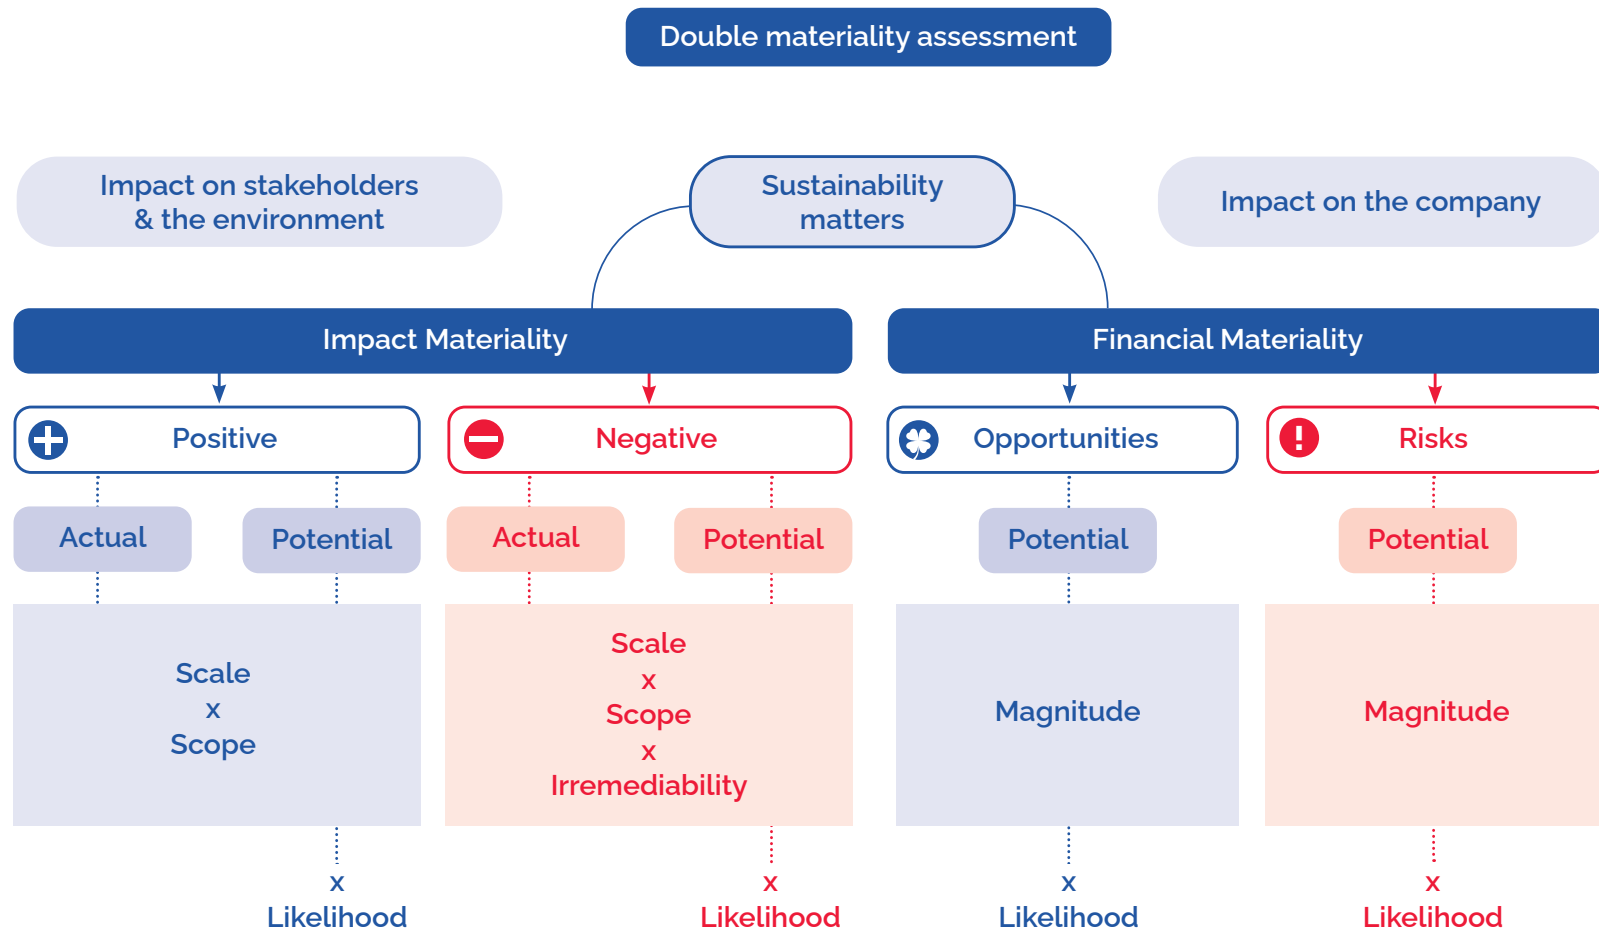 Double materiality assessment
Impact on stakeholders
& the environment
Sustainability
matters
Impact on the company
Impact Materiality
Financial Materiality
Positive
Negative
Opportunities
Risks
Actual
Potential
Actual
Potential
Potential
Potential
Scale
x
Scope
Scale
x
Scope
x
Irremediability
Magnitude
Magnitude
x
Likelihood
x
Likelihood
x
Likelihood
x
Likelihood